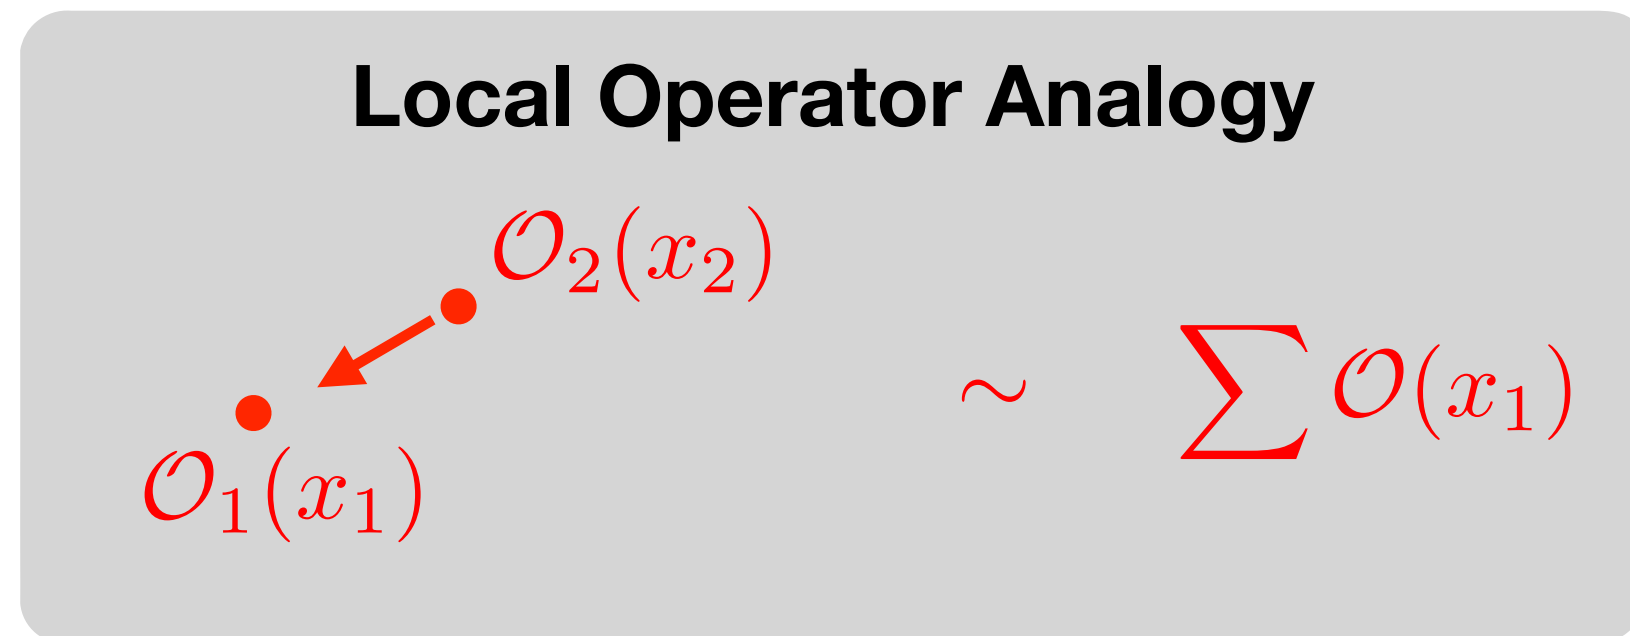 Local Operator Analogy
𝒪₂(x₂)
∼ ∑ 𝒪(x₁)
𝒪₁(x₁)